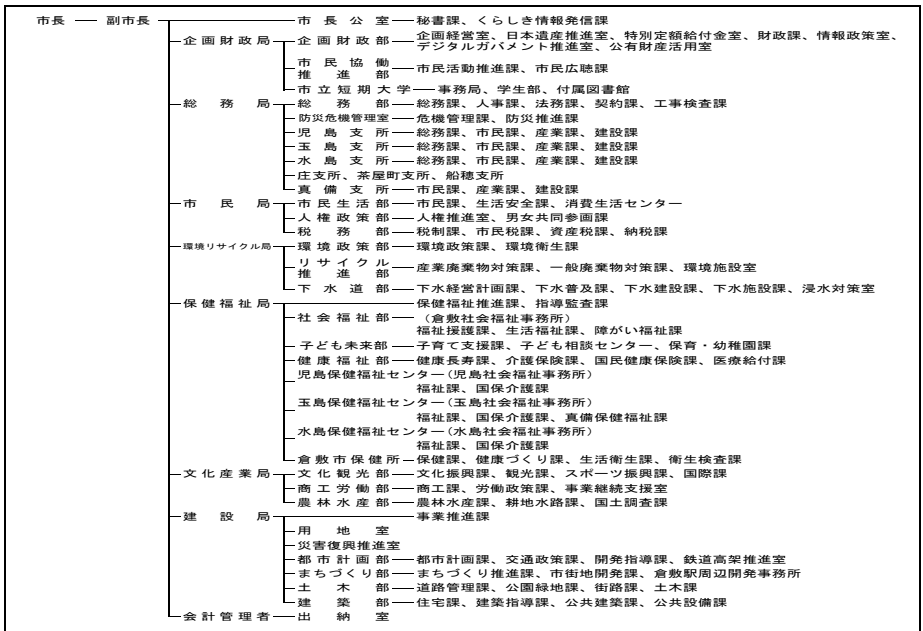 市長 副市長 市長公室 秘書課、くらしき情報発信課
企画財政局 企画財政部 企画経営室、日本遺産推進室、特別定額給付金室、財政課、情報政策室、
デジタルガバメント推進室、公有財産活用室
市民協働
推進部 市民活動推進課、市民広聴課
市立短期大学 事務局、学生部、付属図書館
総務局 総務部 総務課、人事課、法務課、契約課、工事検査課
防災危機管理室 危機管理課、防災推進課
児島支所 総務課、市民課、産業課、建設課
玉島支所 総務課、市民課、産業課、建設課
水島支所 総務課、市民課、産業課、建設課
庄支所、茶屋町支所、船穂支所
真備支所 市民課、産業課、建設課
市民局 市民生活部 市民課、生活安全課、消費生活センター
人権政策部 人権推進室、男女共同参画課
税務部 税制課、市民税課、資産税課、納税課
環境リサイクル局 環境政策部 環境政策課、環境衛生課
リサイクル
推進部 産業廃棄物対策課、一般廃棄物対策課、環境施設室
下水道部 下水経営計画課、下水普及課、下水建設課、下水施設課、浸水対策室
保健福祉局 保健福祉推進課、指導監査課
社会福祉部 (倉敷社会福祉事務所)
福祉援護課、生活福祉課、障がい福祉課
子ども未来部 子育て支援課、子ども相談センター、保育・幼稚園課
健康福祉部 健康長寿課、介護保険課、国民健康保険課、医療給付課
児島保健福祉センター(児島社会福祉事務所)
福祉課、国保介護課
玉島保健福祉センター(玉島社会福祉事務所)
福祉課、国保介護課、真備保健福祉課
水島保健福祉センター(水島社会福祉事務所)
福祉課、国保介護課
倉敷市保健所 保健課、健康づくり課、生活衛生課、衛生検査課
文化産業局 文化観光部 文化振興課、観光課、スポーツ振興課、国際課
商工労働部 商工課、労働政策課、事業継続支援室
農林水産部 農林水産課、耕地水路課、国土調査課
建設局 事業推進課
用地室
災害復興推進室
都市計画部 都市計画課、交通政策課、開発指導課、鉄道高架推進室
まちづくり部 まちづくり推進課、市街地開発課、倉敷駅周辺開発事務所
土木部 道路管理課、公園緑地課、街路課、土木課
建築部 住宅課、建築指導課、公共建築課、公共設備課
会計管理者 出納室